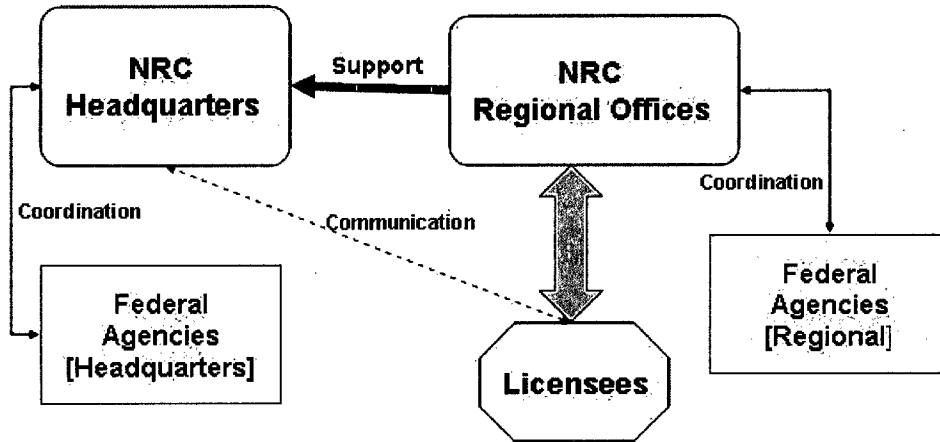 NRC
Headquarters
Support
NRC
Regional Offices
Coordination
Communication
Coordination
Federal
Agencies
[Headquarters]
Licensees
Federal
Agencies
[Regional]